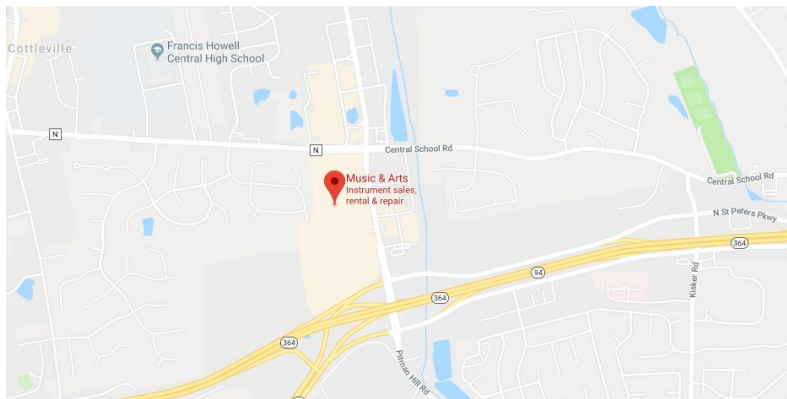 Cottleville
Francis Howell
Central High School
N
N
Central School Rd
Music & Arts
Instrument sales,
rental & repair
Central School Rd
N St Peters Pkwy
364
94
364
Kisker Rd
364
Pitman Hill Rd